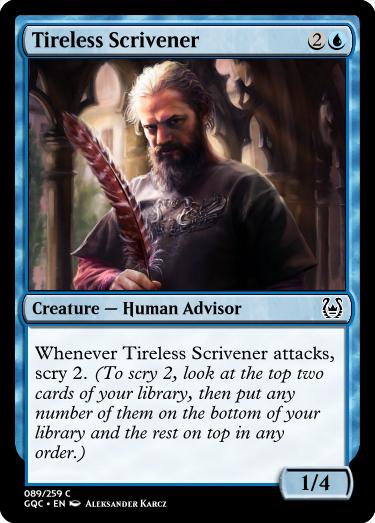 Tireless Scrivener 2
Creature — Human Advisor
Whenever Tireless Scrivener attacks,
scry 2. (To scry 2, look at the top two
cards of your library, then put any
number of them on the bottom of your
library and the rest on top in any
order.)
1/4
089/259 C
GQC • EN Aleksander Karcz